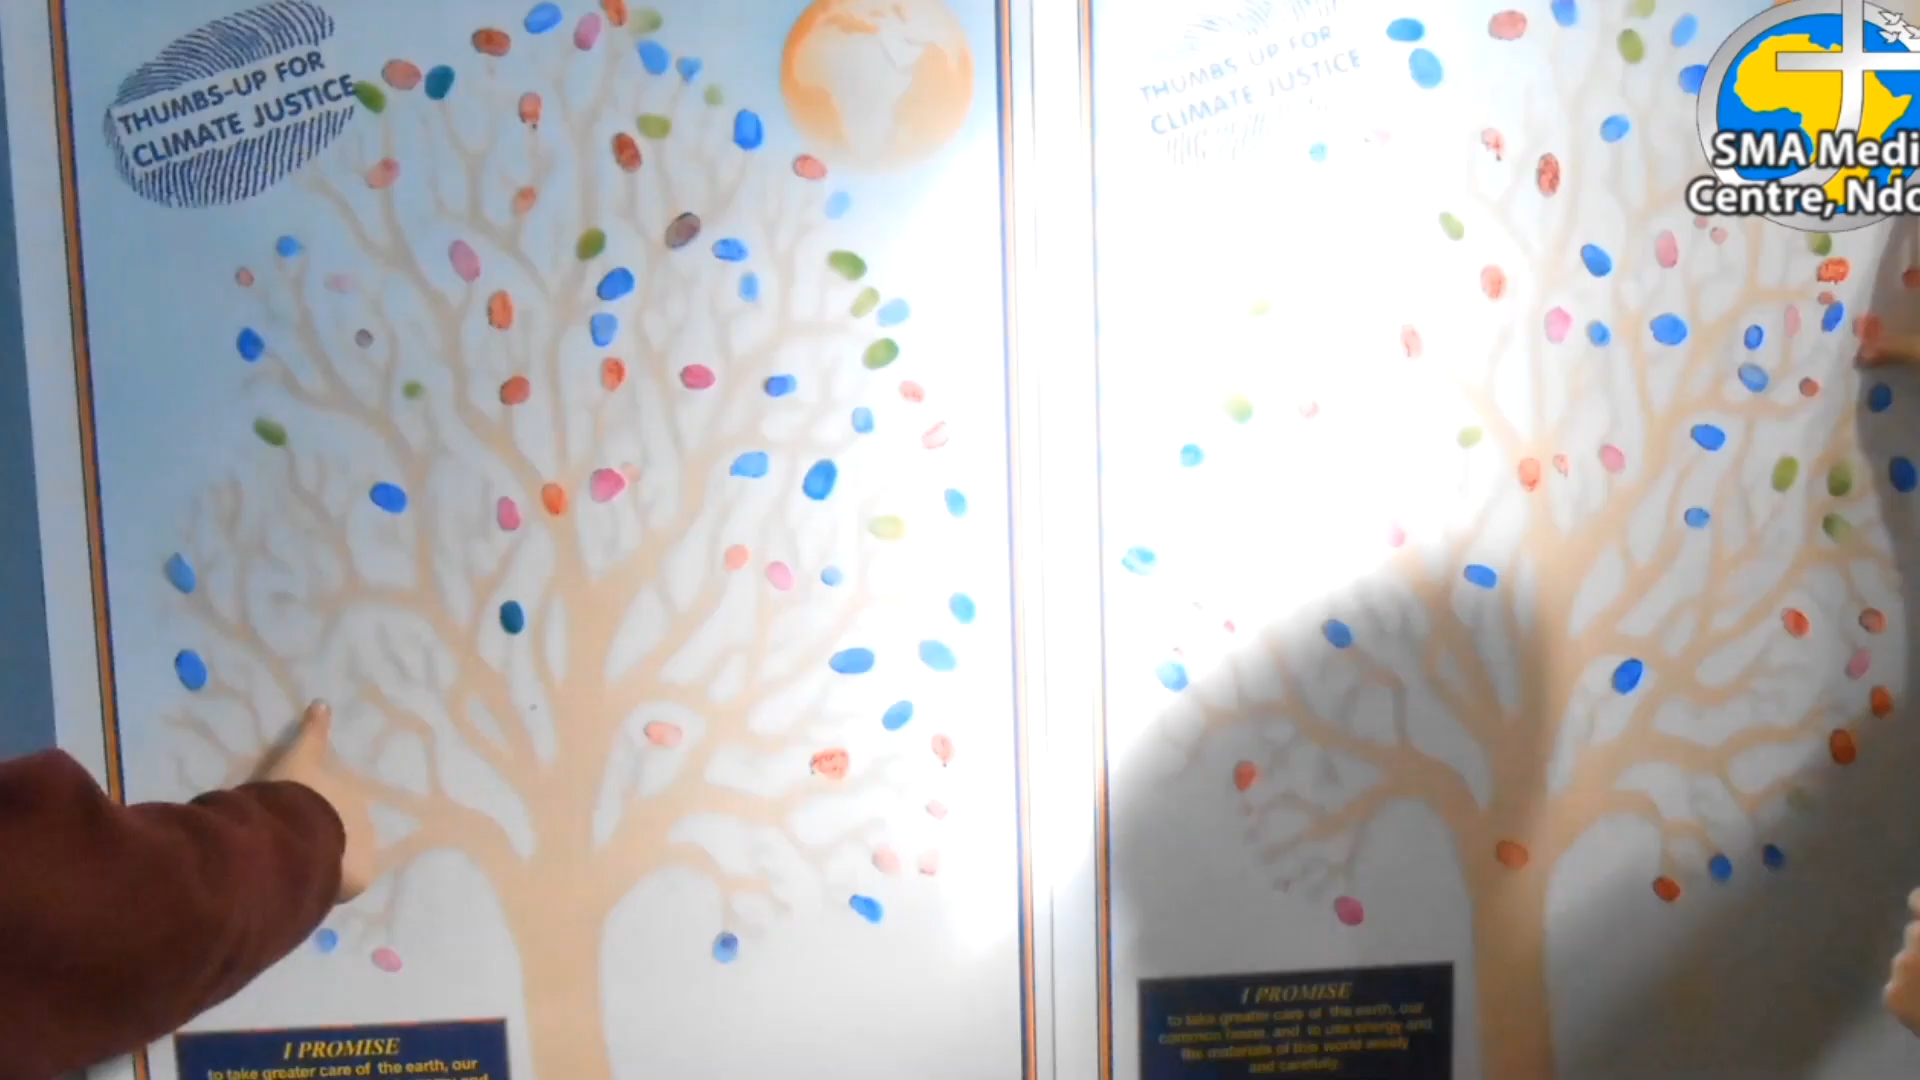 THUMBS-UP FOR
CLIMATE JUSTICE
THUMBS UP FOR
CLIMATE JUSTICE
SMA Medi
Centre, Ndo
I PROMISE
to take greater care of the earth, our
I PROMISE
to take greater care of the earth, our
common home, and to use energy and
the materials of this world wisely
and carefully.